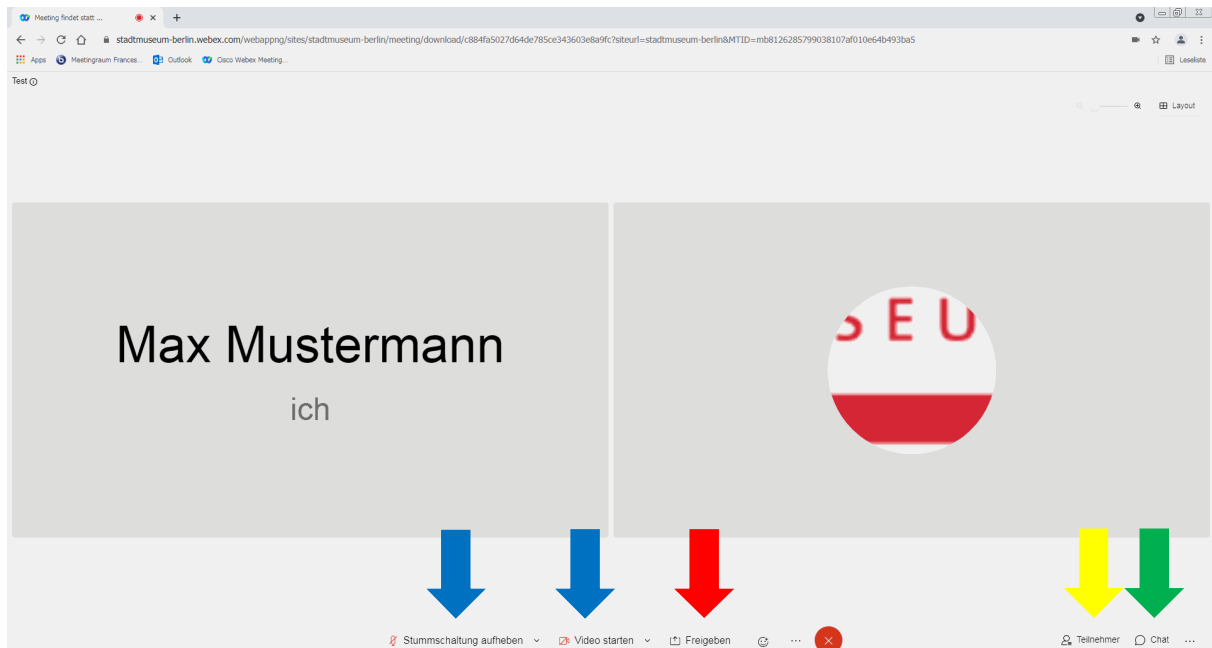 Meeting findet statt ...
stadtmuseum-berlin.webex.com/webappng/sites/stadtmuseum-berlin/meeting/download/c884fa5027d64de785ce343603e8a9fc?siteurl=stadtmuseum-berlin&MTID=mb8126285799038107af010e64b493ba5
Apps Meetingraum Frances... Outlook Cisco Webex Meeting... Leseliste
Test
Layout
Max Mustermann
ich
SEU
Stummschaltung aufheben Video starten Freigeben Teilnehmer Chat ...